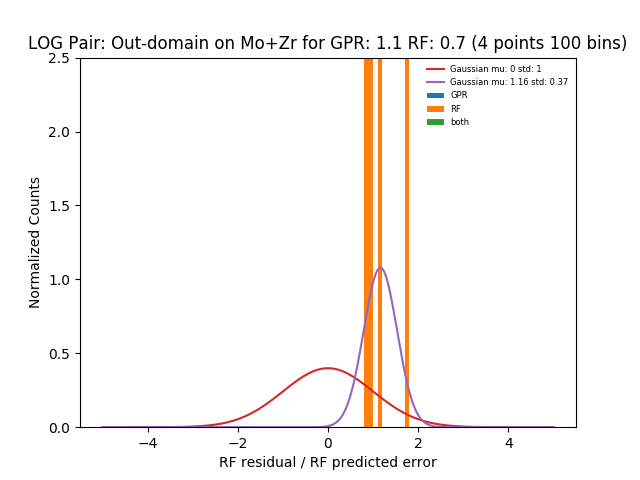 LOG Pair: Out-domain on Mo+Zr for GPR: 1.1 RF: 0.7 (4 points 100 bins)
Gaussian mu: 0 std: 1
Gaussian mu: 1.16 std: 0.37
GPR
RF
both
Normalized Counts
2.5
2.0
1.5
1.0
0.5
0.0
−4 −2 0 2 4
RF residual / RF predicted error